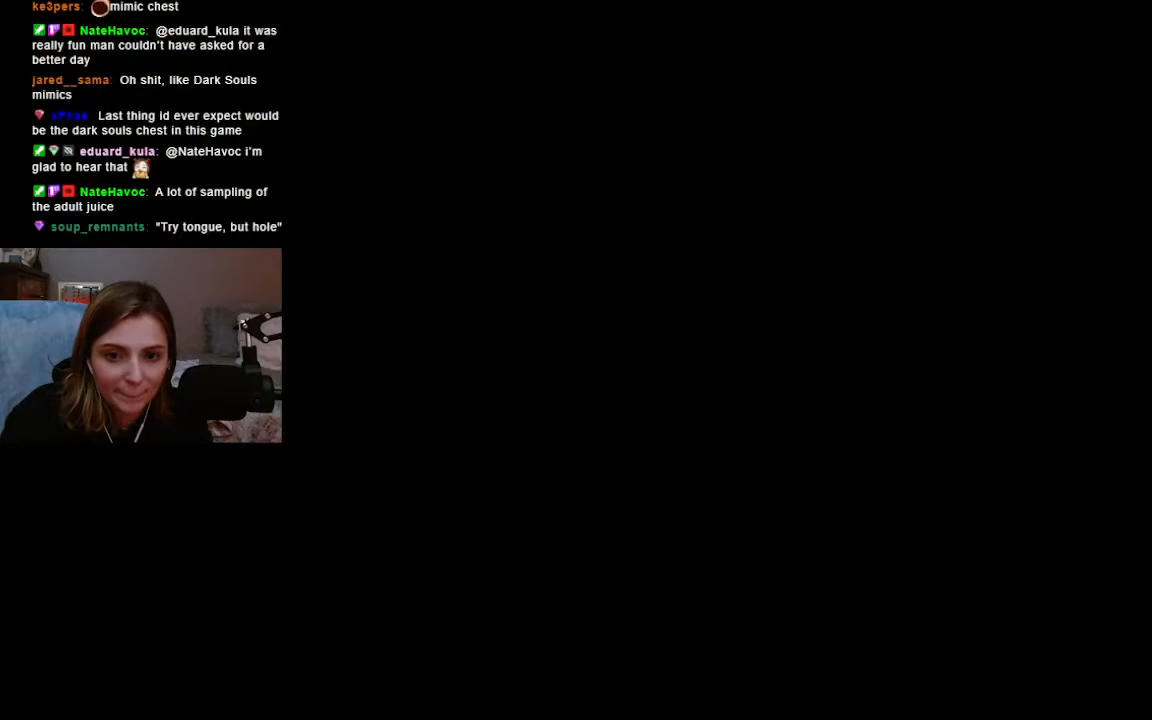 ke3pers: mimic chest
NateHavoc: @eduard_kula it was
really fun man couldn't have asked for a
better day
jared__sama: Oh shit, like Dark Souls
mimics
Last thing id ever expect would
be the dark souls chest in this game
eduard_kula: @NateHavoc i'm
glad to hear that
NateHavoc: A lot of sampling of
the adult juice
soup_remnants: "Try tongue, but hole"